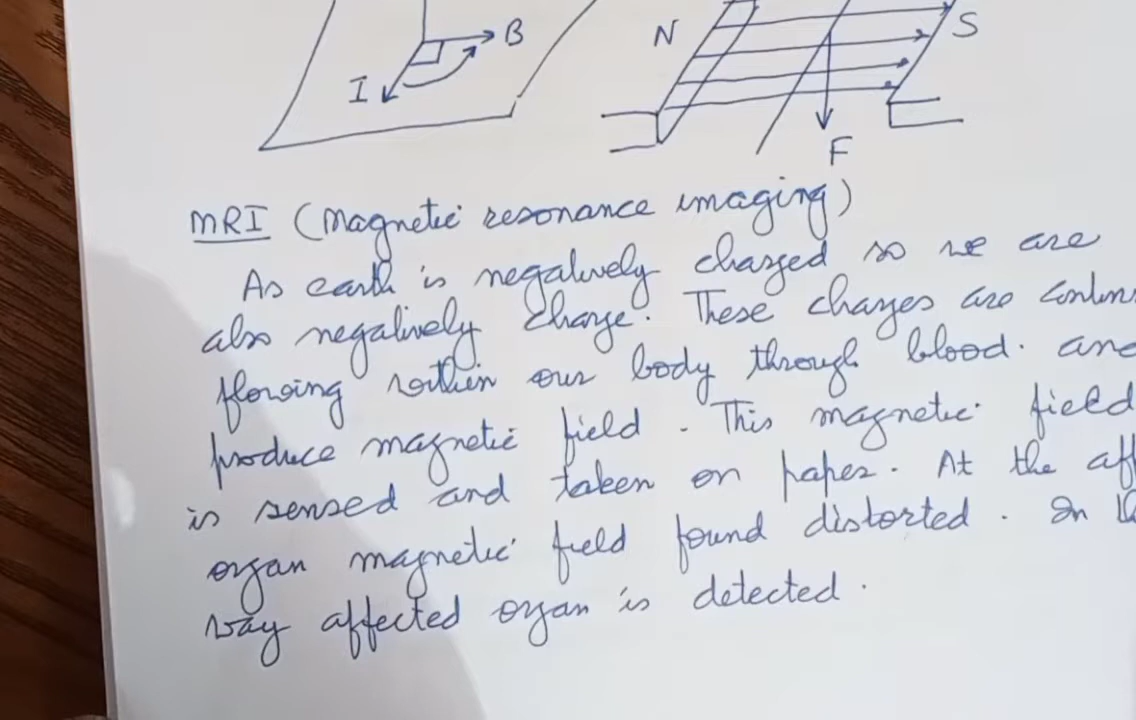 B
N
S
I
F
MRI (Magnetic resonance imaging)
As earth is negatively charged so we are
also negatively charge. These charges are
flowing within our body through blood. and
produce magnetic field. This magnetic field
is sensed and taken on paper. At the
organ magnetic field found distorted. In
way affected organ is detected.